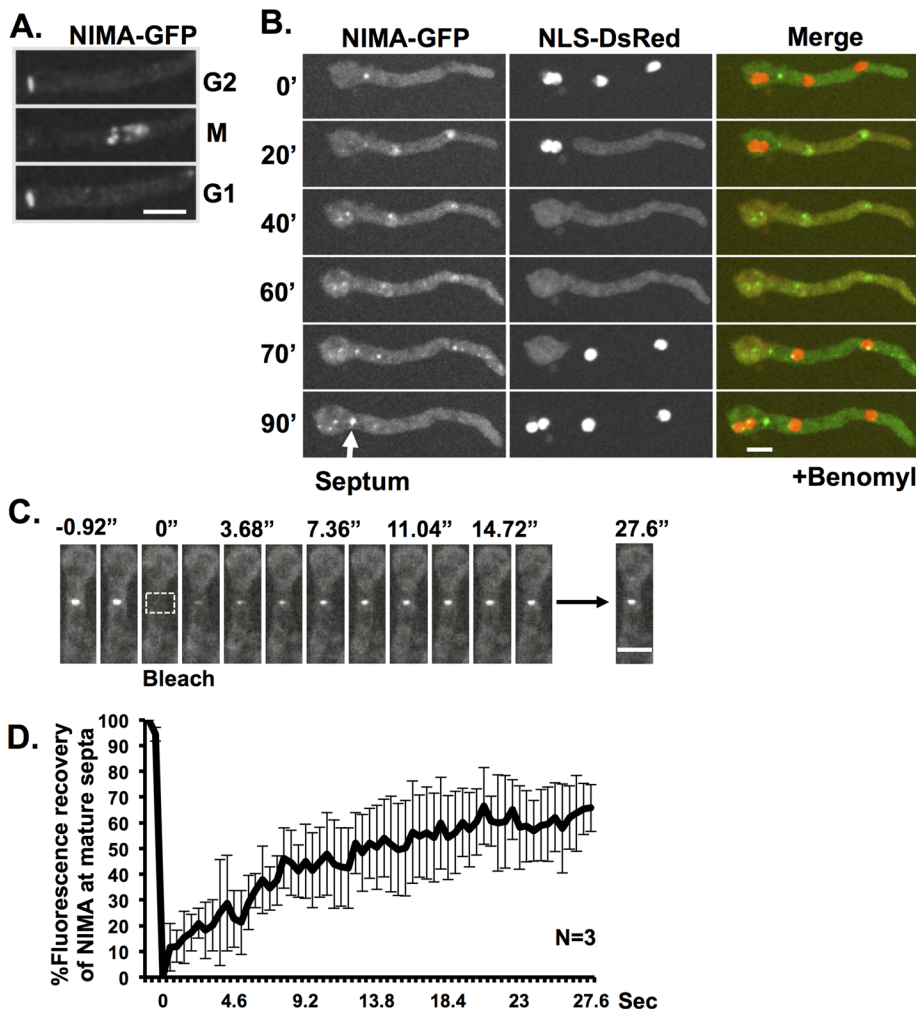 A.
NIMA-GFP
G2
M
G1
B.
NIMA-GFP NLS-DsRed Merge
0’
20’
40’
60’
70’
90’
Septum
+Benomyl
C.
-0.92” 0” 3.68” 7.36” 11.04” 14.72” 27.6”
Bleach
D.
%Fluorescence recovery
of NIMA at mature septa
100
90
80
70
60
50
40
30
20
10
0
N=3
0 4.6 9.2 13.8 18.4 23 27.6 Sec